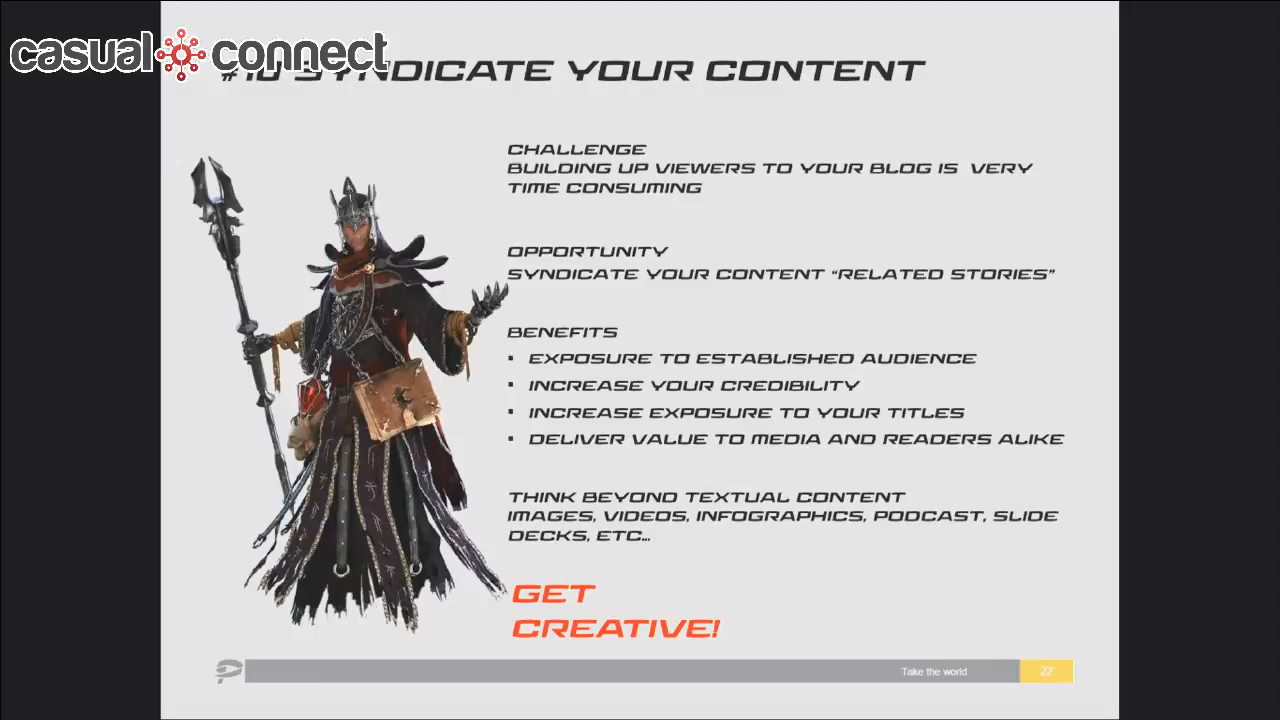 casual connect
#10 SYNDICATE YOUR CONTENT
CHALLENGE
BUILDING UP VIEWERS TO YOUR BLOG IS VERY
TIME CONSUMING
OPPORTUNITY
SYNDICATE YOUR CONTENT “RELATED STORIES”
BENEFITS
▪ EXPOSURE TO ESTABLISHED AUDIENCE
▪ INCREASE YOUR CREDIBILITY
▪ INCREASE EXPOSURE TO YOUR TITLES
▪ DELIVER VALUE TO MEDIA AND READERS ALIKE
THINK BEYOND TEXTUAL CONTENT
IMAGES, VIDEOS, INFOGRAPHICS, PODCAST, SLIDE
DECKS, ETC...
GET
CREATIVE!
Take the world
22